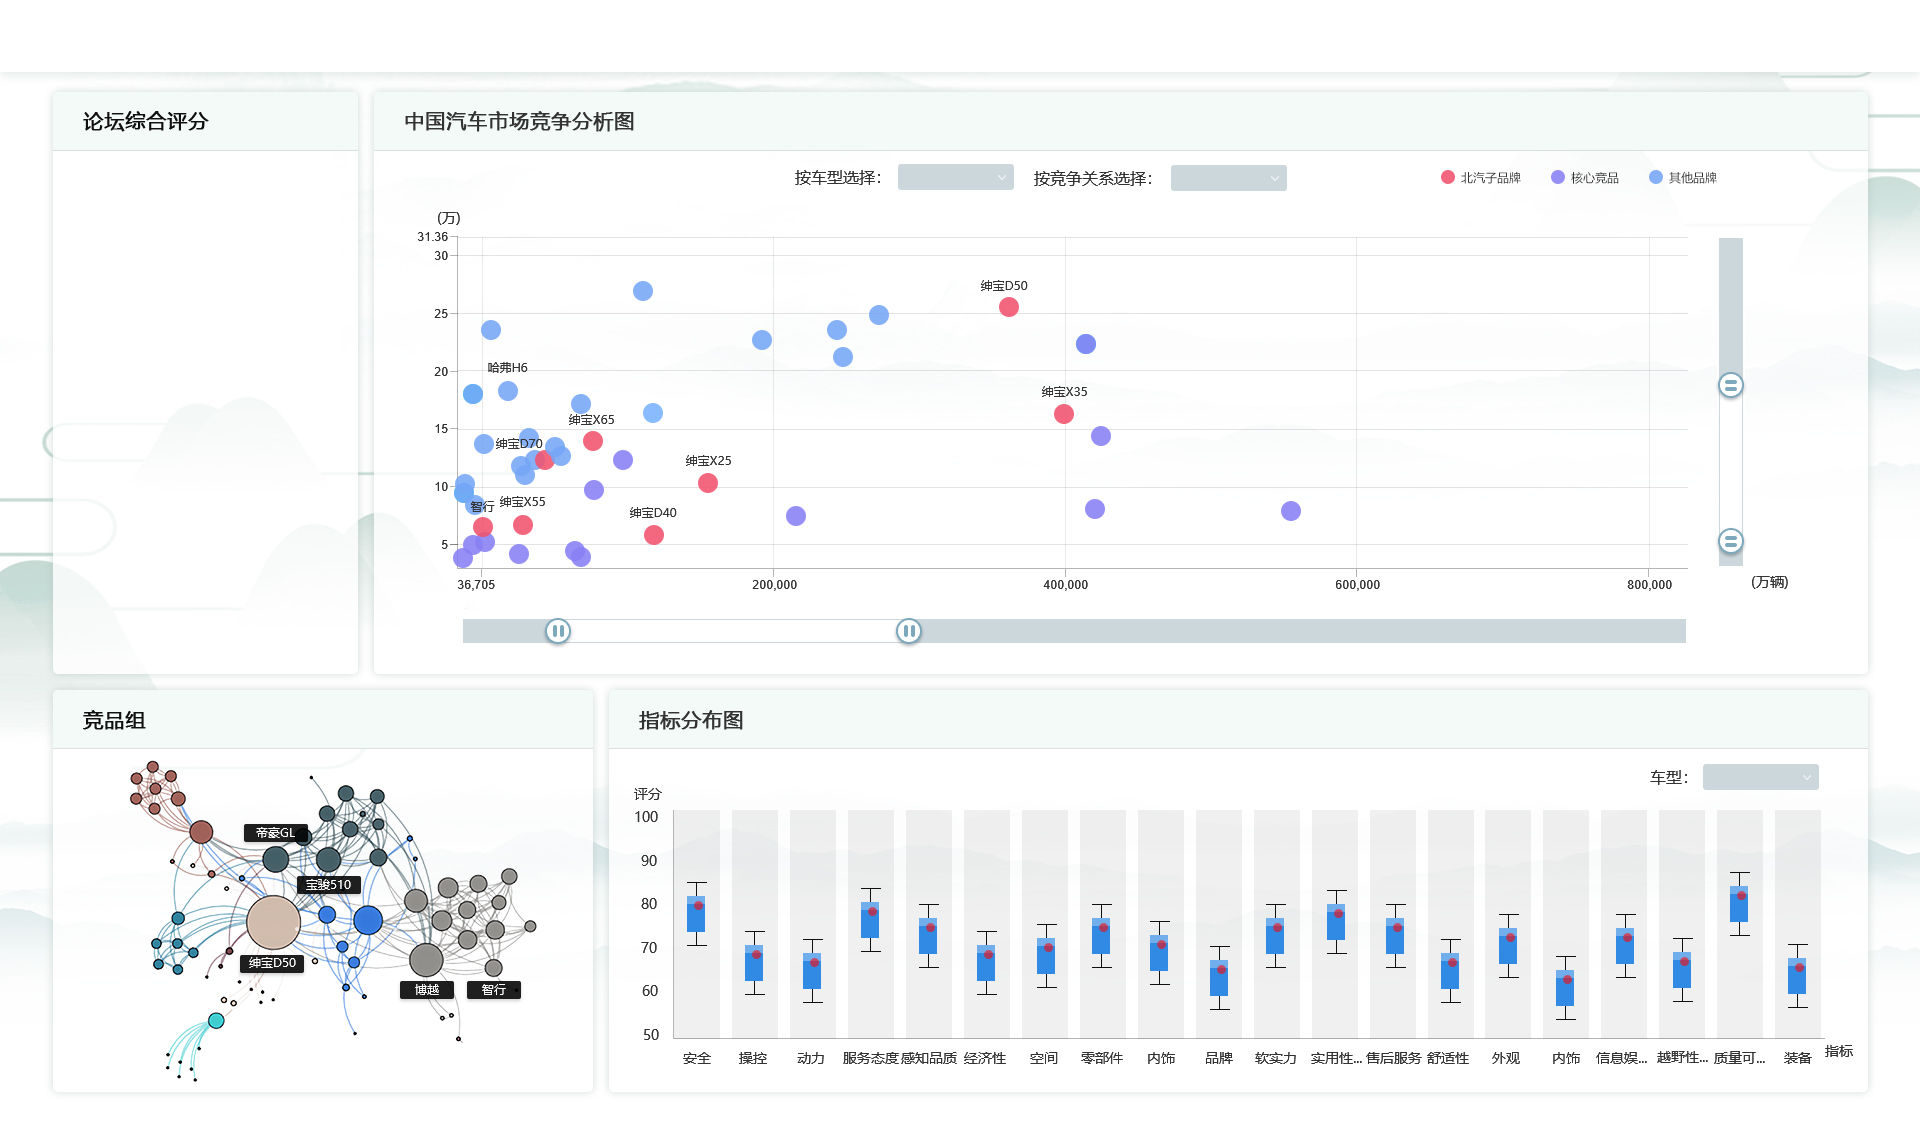 论坛综合评分
中国汽车市场竞争分析图
按车型选择：
按竞争关系选择：
北汽子品牌
核心竞品
其他品牌
(万)
31.36
30
25
20
15
10
5
绅宝D50
哈弗H6
绅宝X35
绅宝X65
绅宝D70
绅宝X25
智行
绅宝X55
绅宝D40
36,705
200,000
400,000
600,000
800,000
(万辆)
竞品组
帝豪GL
宝骏510
绅宝D50
博越
智行
指标分布图
车型：
评分
100
90
80
70
60
50
安全
操控
动力
服务态度
感知品质
经济性
空间
零部件
内饰
品牌
软实力
实用性...
售后服务
舒适性
外观
内饰
信息娱...
越野性...
质量可...
装备
指标